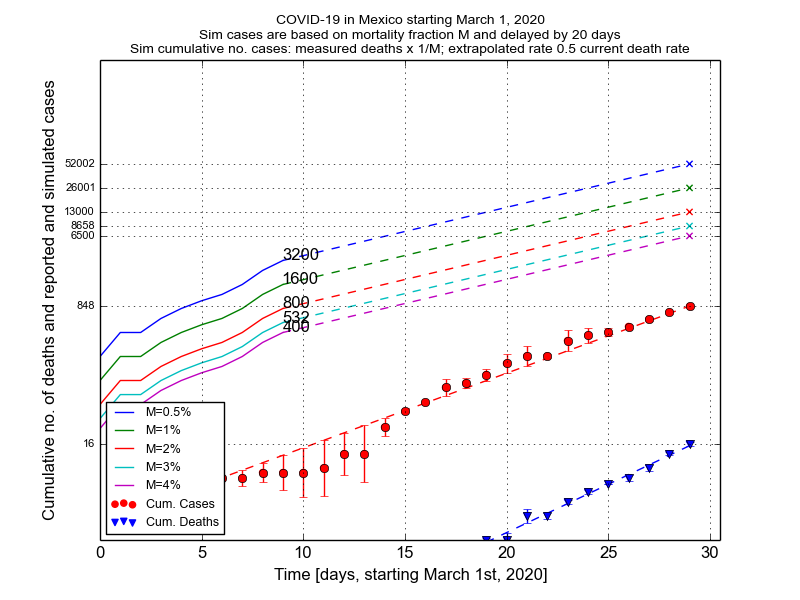 COVID-19 in Mexico starting March 1, 2020
Sim cases are based on mortality fraction M and delayed by 20 days
Sim cumulative no. cases: measured deaths x 1/M; extrapolated rate 0.5 current death rate
Cumulative no. of deaths and reported and simulated cases
52002
26001
13000
8658
6500
848
16
3200
1600
800
532
400
M=0.5%
M=1%
M=2%
M=3%
M=4%
Cum. Cases
Cum. Deaths
0 5 10 15 20 25 30
Time [days, starting March 1st, 2020]